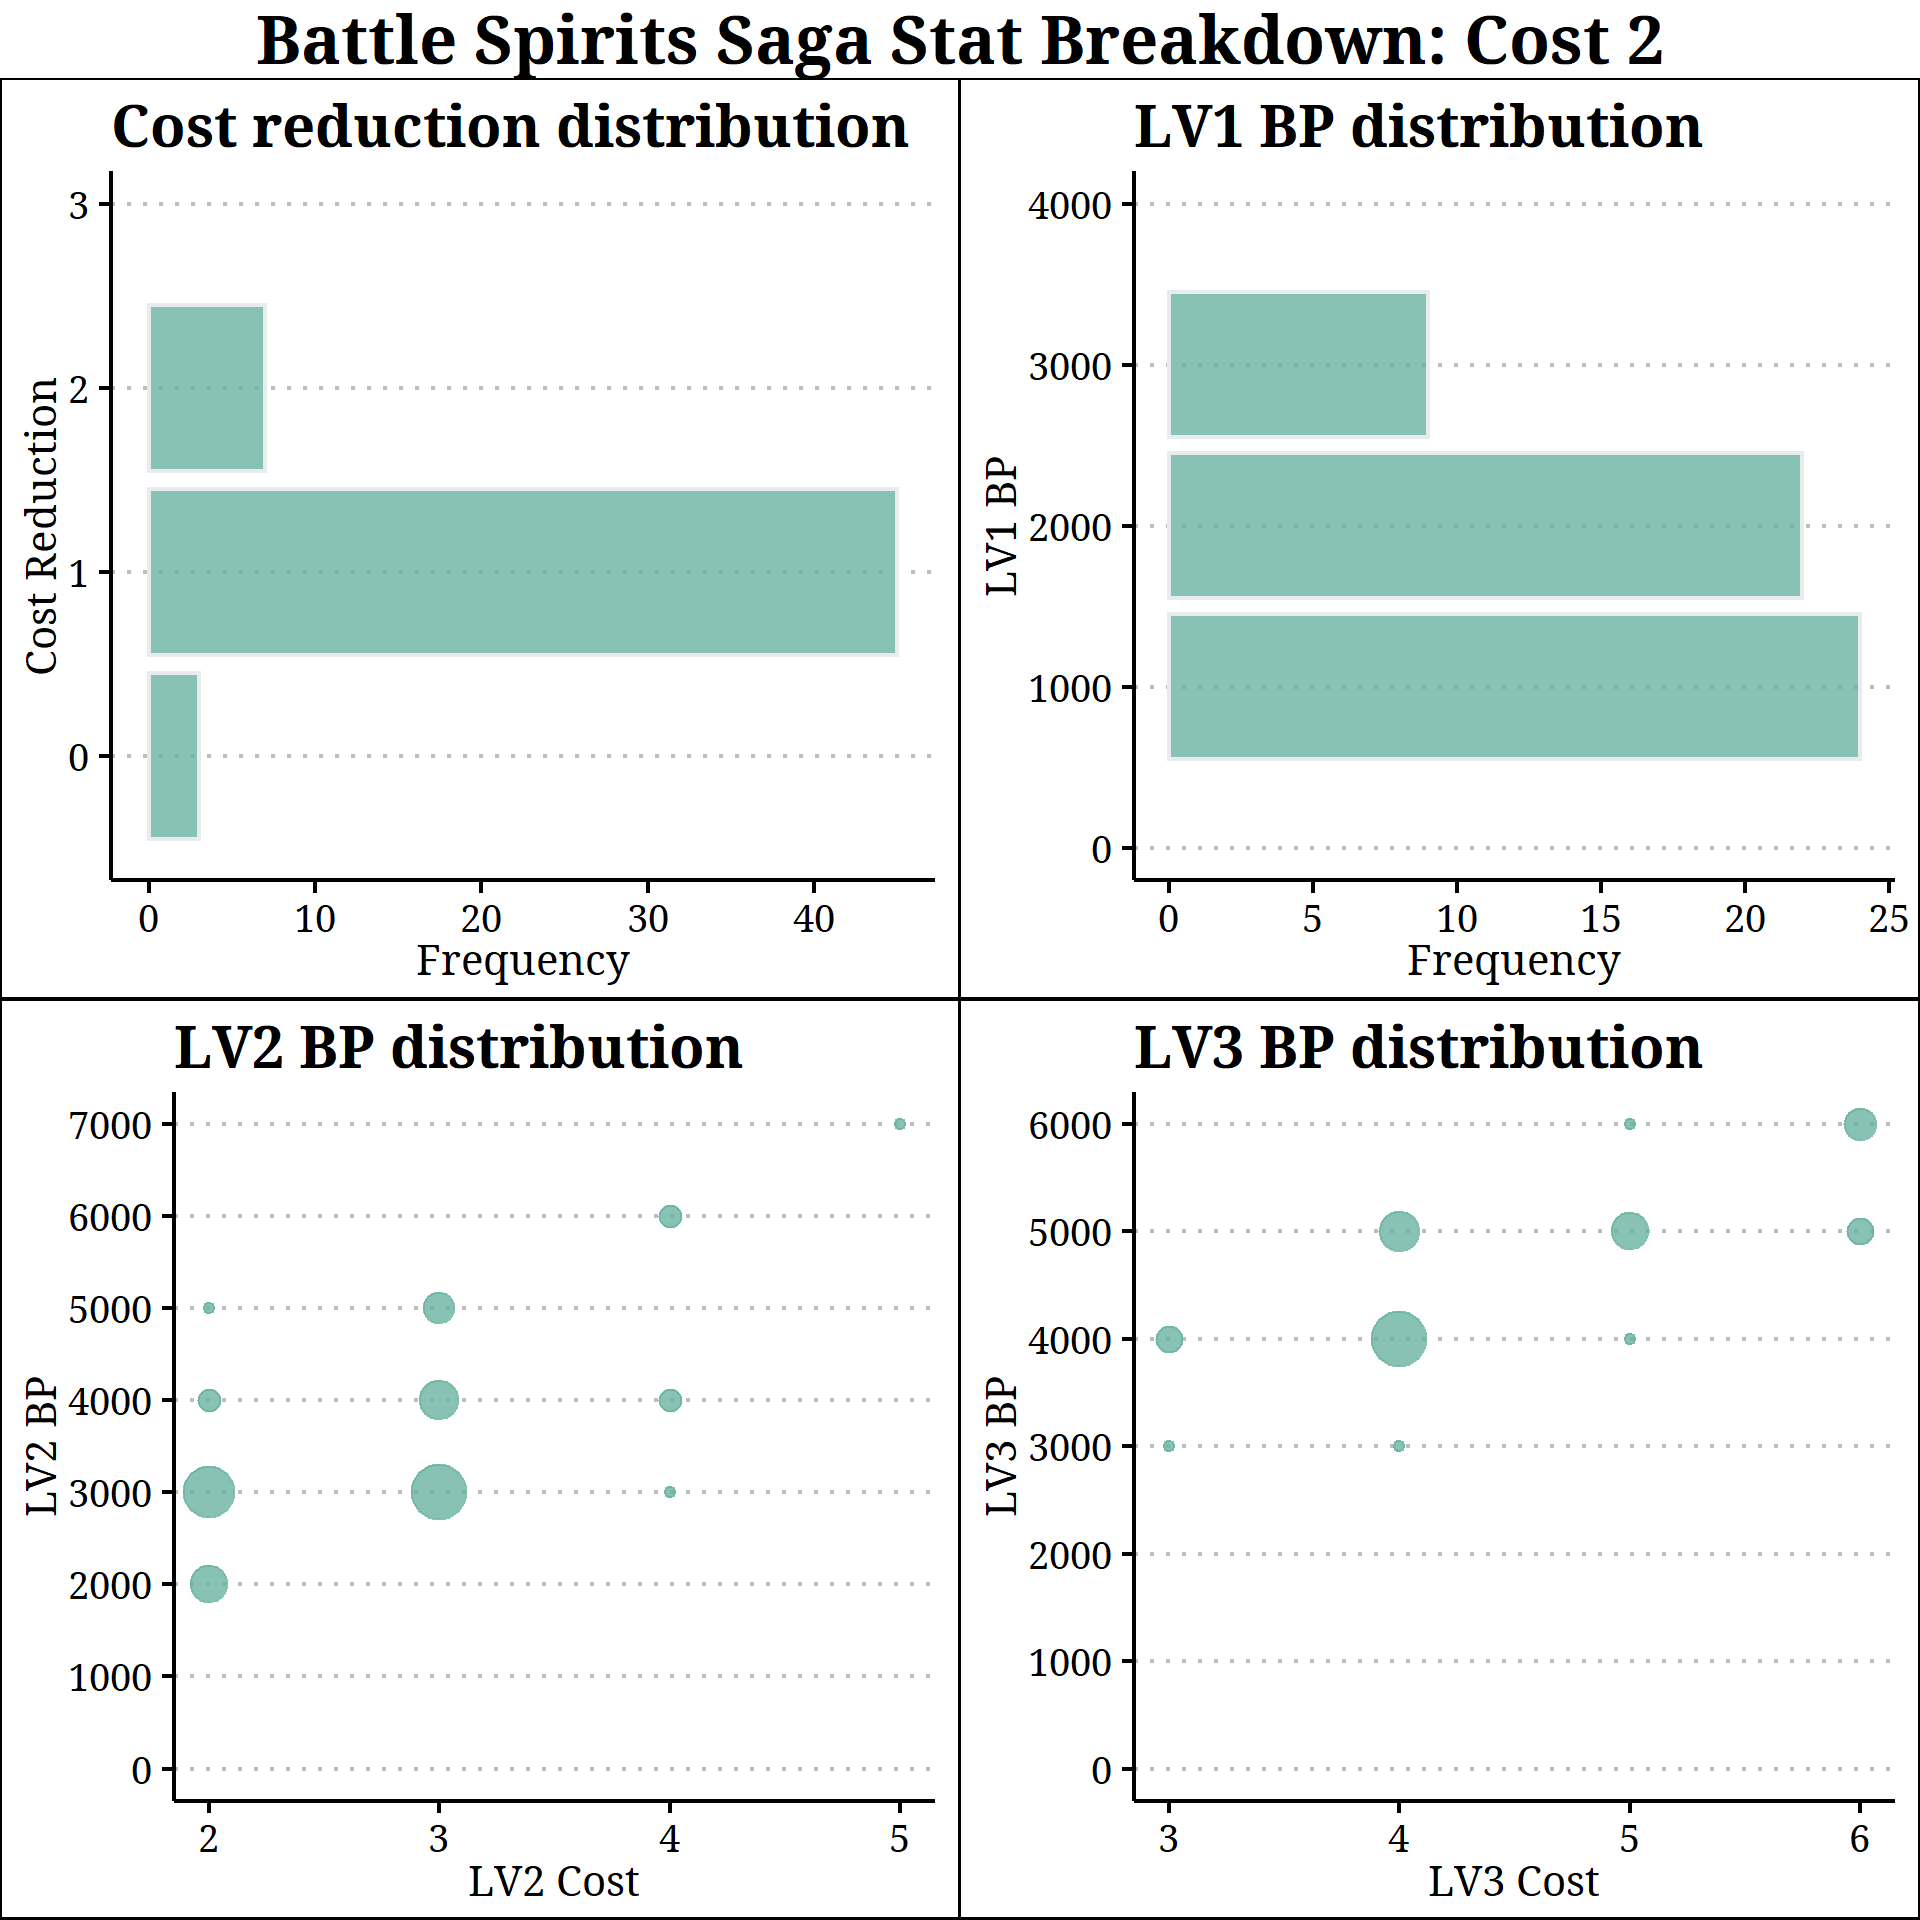 Battle Spirits Saga Stat Breakdown: Cost 2
Cost reduction distribution
3
2
1
0
Cost Reduction
0 10 20 30 40
Frequency
LV1 BP distribution
4000
3000
2000
1000
0
LV1 BP
0 5 10 15 20 25
Frequency
LV2 BP distribution
7000
6000
5000
4000
3000
2000
1000
0
LV2 BP
2 3 4 5
LV2 Cost
LV3 BP distribution
6000
5000
4000
3000
2000
1000
0
LV3 BP
3 4 5 6
LV3 Cost